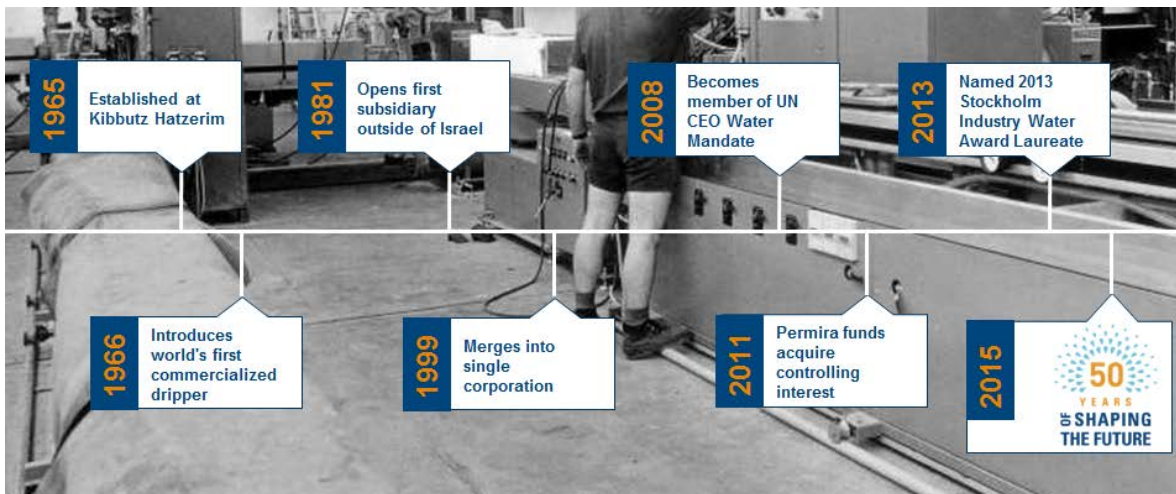 1965
Established at
Kibbutz Hatzerim
1981
Opens first
subsidiary
outside of Israel
2008
Becomes
member of UN
CEO Water
Mandate
2013
Named 2013
Stockholm
Industry Water
Award Laureate
1966
Introduces
world's first
commercialized
dripper
1999
Merges into
single
corporation
2011
Permira funds
acquire
controlling
interest
2015
50
YEARS
OF SHAPING
THE FUTURE